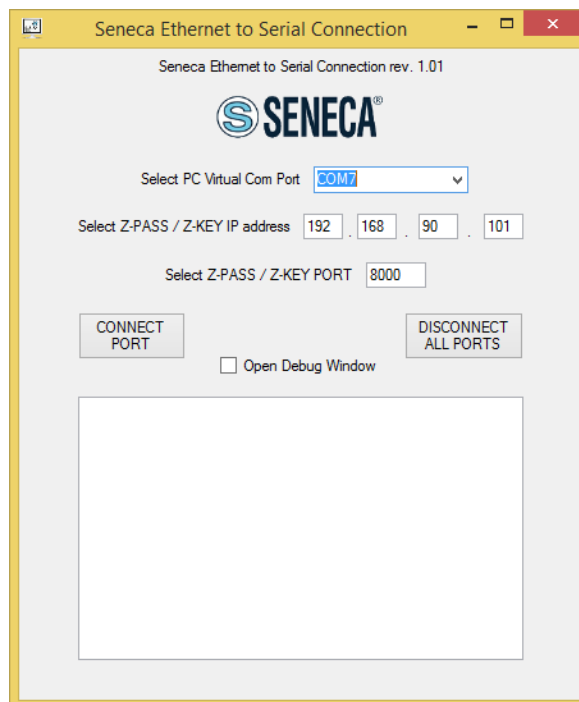 Seneca Ethernet to Serial Connection
Seneca Ethernet to Serial Connection rev. 1.01
S SENECA®
Select PC Virtual Com Port COM7
Select Z-PASS / Z-KEY IP address 192 . 168 . 90 . 101
Select Z-PASS / Z-KEY PORT 8000
CONNECT PORT
DISCONNECT ALL PORTS
Open Debug Window